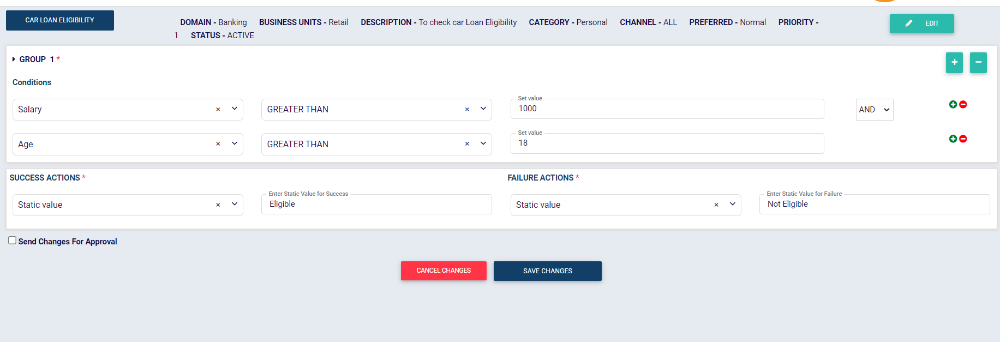 CAR LOAN ELIGIBILITY
DOMAIN - Banking BUSINESS UNITS - Retail DESCRIPTION - To check car Loan Eligibility CATEGORY - Personal CHANNEL - ALL PREFERRED - Normal PRIORITY -
1 STATUS - ACTIVE
EDIT
GROUP 1 *
Conditions
Salary × GREATER THAN × Set value 1000 AND
Age × GREATER THAN × Set value 18
SUCCESS ACTIONS * FAILURE ACTIONS *
Enter Static Value for Success Enter Static Value for Failure
Static value × Eligible Static value × Not Eligible
Send Changes For Approval
CANCEL CHANGES SAVE CHANGES